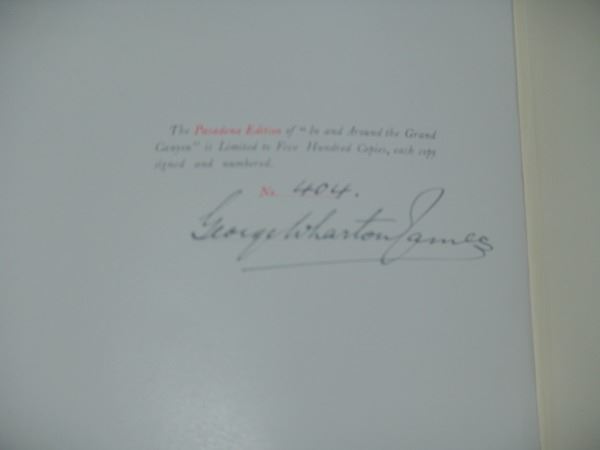 The Pasadena Edition of "In and Around the Grand
Canyon" is Limited to Five Hundred Copies, each copy
signed and numbered.
No. 404.
George Wharton James